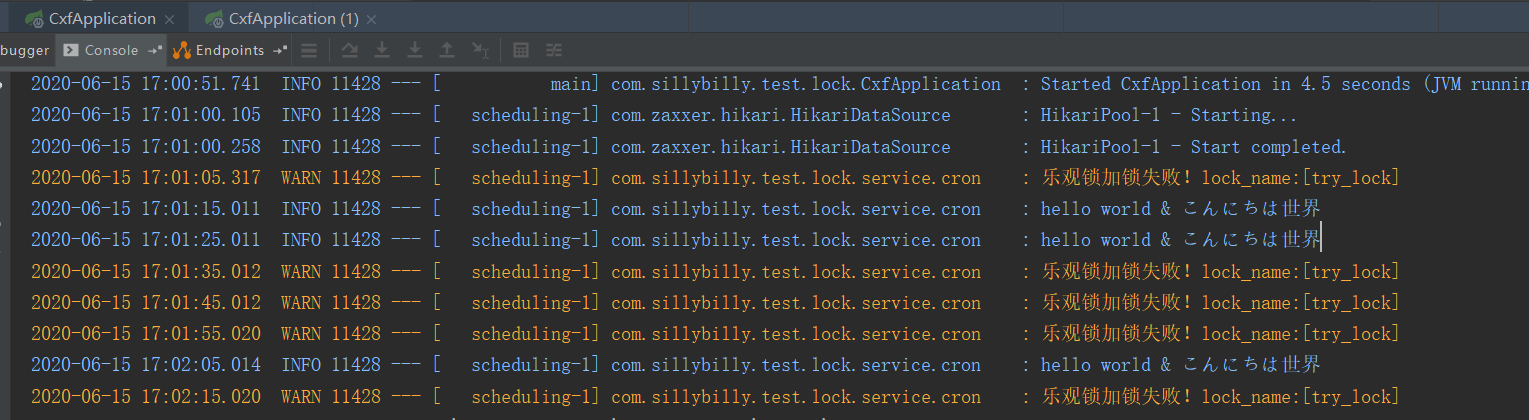 CxfApplication × CxfApplication (1) ×
bugger Console Endpoints
2020-06-15 17:00:51.741 INFO 11428 --- [ main] com.sillybilly.test.lock.CxfApplication : Started CxfApplication in 4.5 seconds (JVM runnin
2020-06-15 17:01:00.105 INFO 11428 --- [ scheduling-1] com.zaxxer.hikari.HikariDataSource : HikariPool-1 - Starting...
2020-06-15 17:01:00.258 INFO 11428 --- [ scheduling-1] com.zaxxer.hikari.HikariDataSource : HikariPool-1 - Start completed.
2020-06-15 17:01:05.317 WARN 11428 --- [ scheduling-1] com.sillybilly.test.lock.service.cron : 乐观锁加锁失败！lock_name:[try_lock]
2020-06-15 17:01:15.011 INFO 11428 --- [ scheduling-1] com.sillybilly.test.lock.service.cron : hello world & こんにちは世界
2020-06-15 17:01:25.011 INFO 11428 --- [ scheduling-1] com.sillybilly.test.lock.service.cron : hello world & こんにちは世界
2020-06-15 17:01:35.012 WARN 11428 --- [ scheduling-1] com.sillybilly.test.lock.service.cron : 乐观锁加锁失败！lock_name:[try_lock]
2020-06-15 17:01:45.012 WARN 11428 --- [ scheduling-1] com.sillybilly.test.lock.service.cron : 乐观锁加锁失败！lock_name:[try_lock]
2020-06-15 17:01:55.020 WARN 11428 --- [ scheduling-1] com.sillybilly.test.lock.service.cron : 乐观锁加锁失败！lock_name:[try_lock]
2020-06-15 17:02:05.014 INFO 11428 --- [ scheduling-1] com.sillybilly.test.lock.service.cron : hello world & こんにちは世界
2020-06-15 17:02:15.020 WARN 11428 --- [ scheduling-1] com.sillybilly.test.lock.service.cron : 乐观锁加锁失败！lock_name:[try_lock]